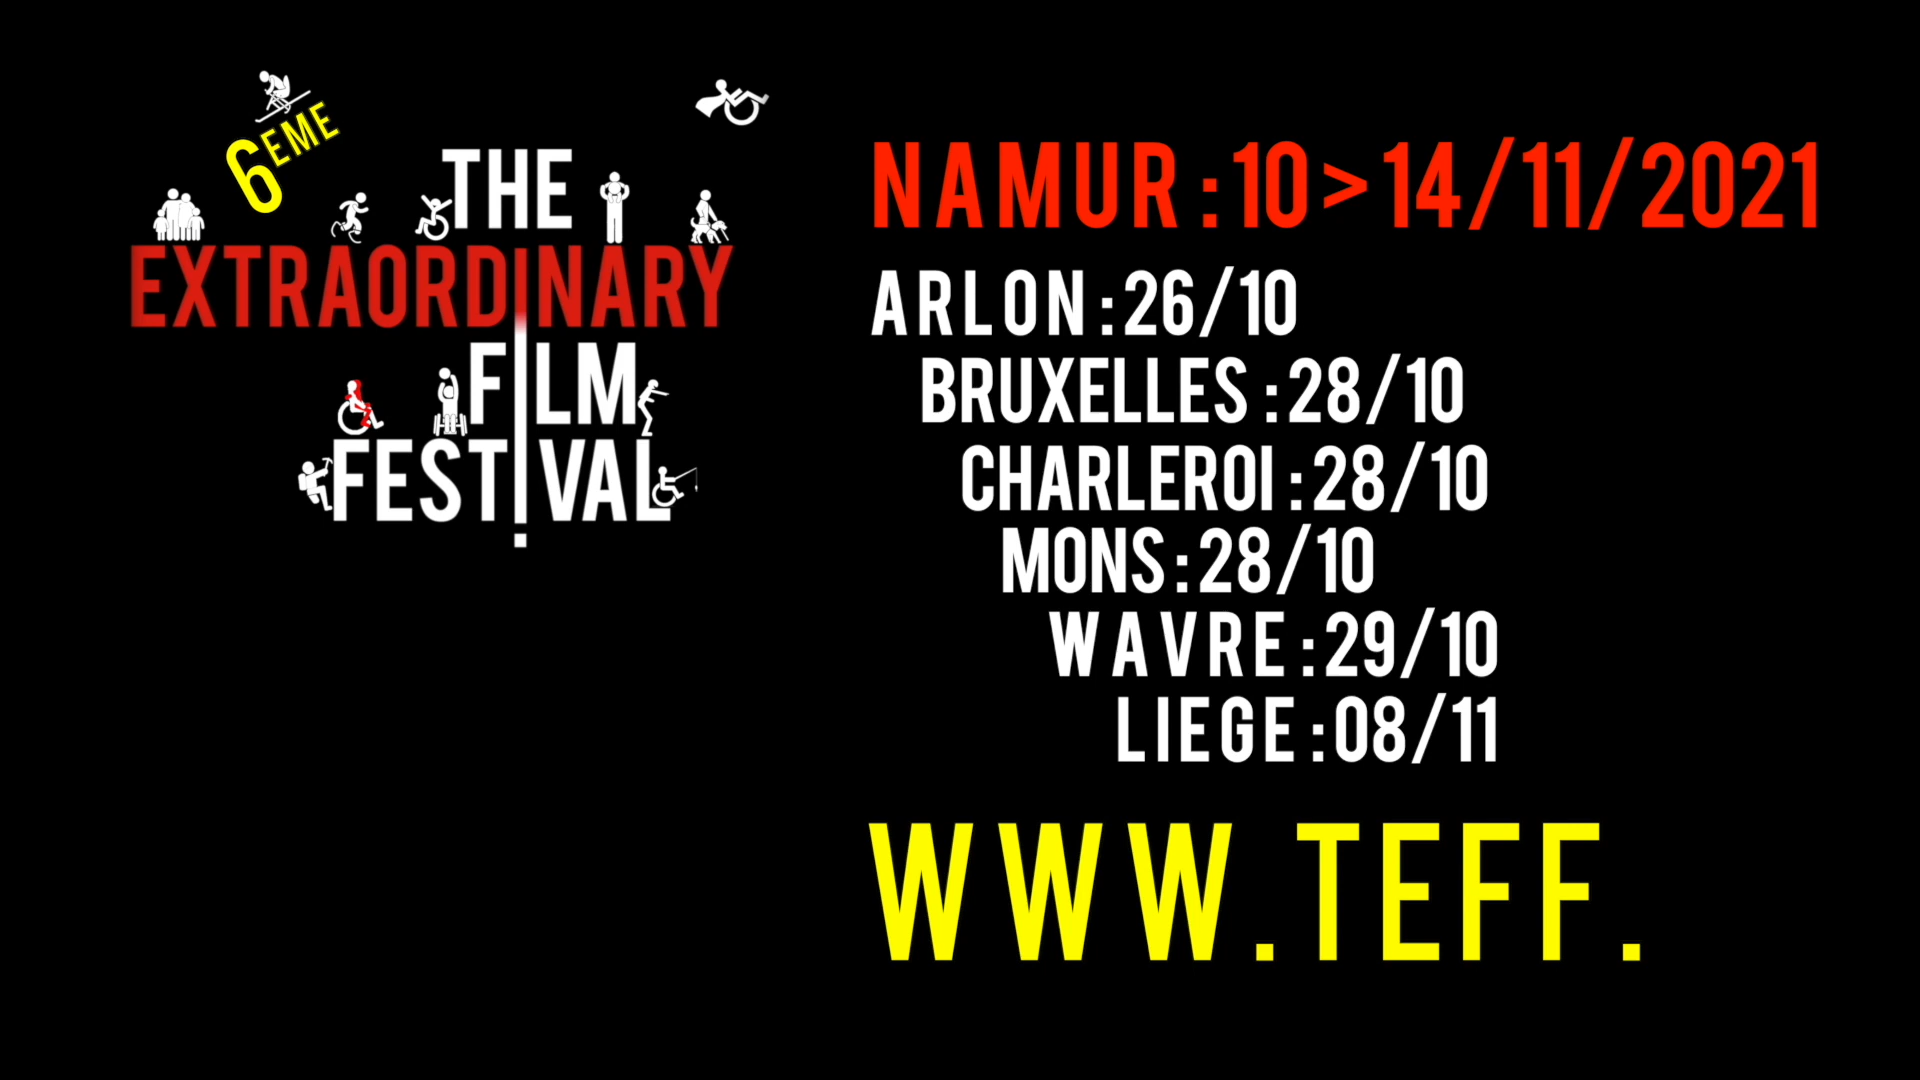 6EME
THE
EXTRAORDINARY
FILM
FESTIVAL
NAMUR : 10 > 14/11/2021
ARLON : 26/10
BRUXELLES : 28/10
CHARLEROI : 28/10
MONS : 28/10
WAVRE : 29/10
LIEGE : 08/11
WWW.TEFF.